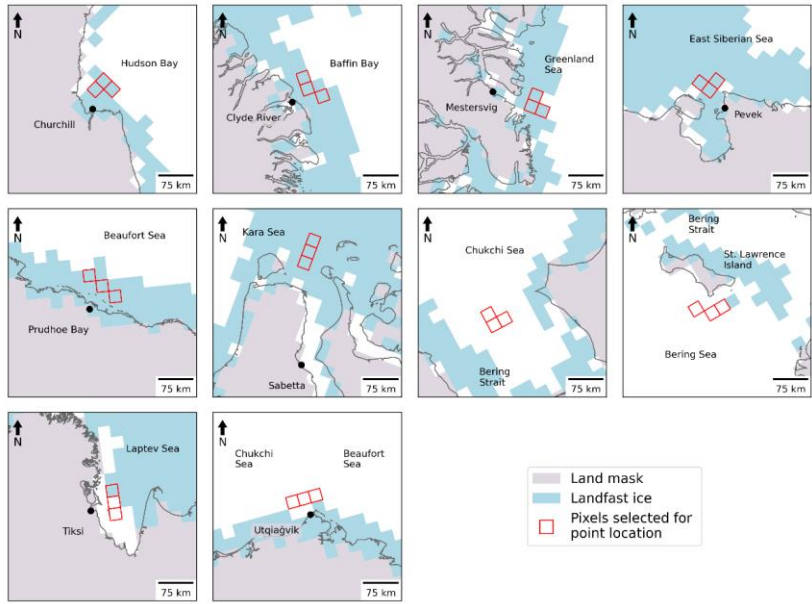 N
Hudson Bay
Churchill
75 km
N
Baffin Bay
Clyde River
75 km
N
Greenland
Sea
Mestersvig
75 km
N
East Siberian Sea
Pevek
75 km
N
Beaufort Sea
Prudhoe Bay
75 km
N
Kara Sea
Sabetta
75 km
N
Chukchi Sea
Bering
Strait
75 km
N
Bering
Strait
St. Lawrence
Island
Bering Sea
75 km
N
Laptev Sea
Tiksi
75 km
N
Chukchi
Sea
Beaufort
Sea
Utqiaġvik
75 km
Land mask
Landfast ice
Pixels selected for
point location